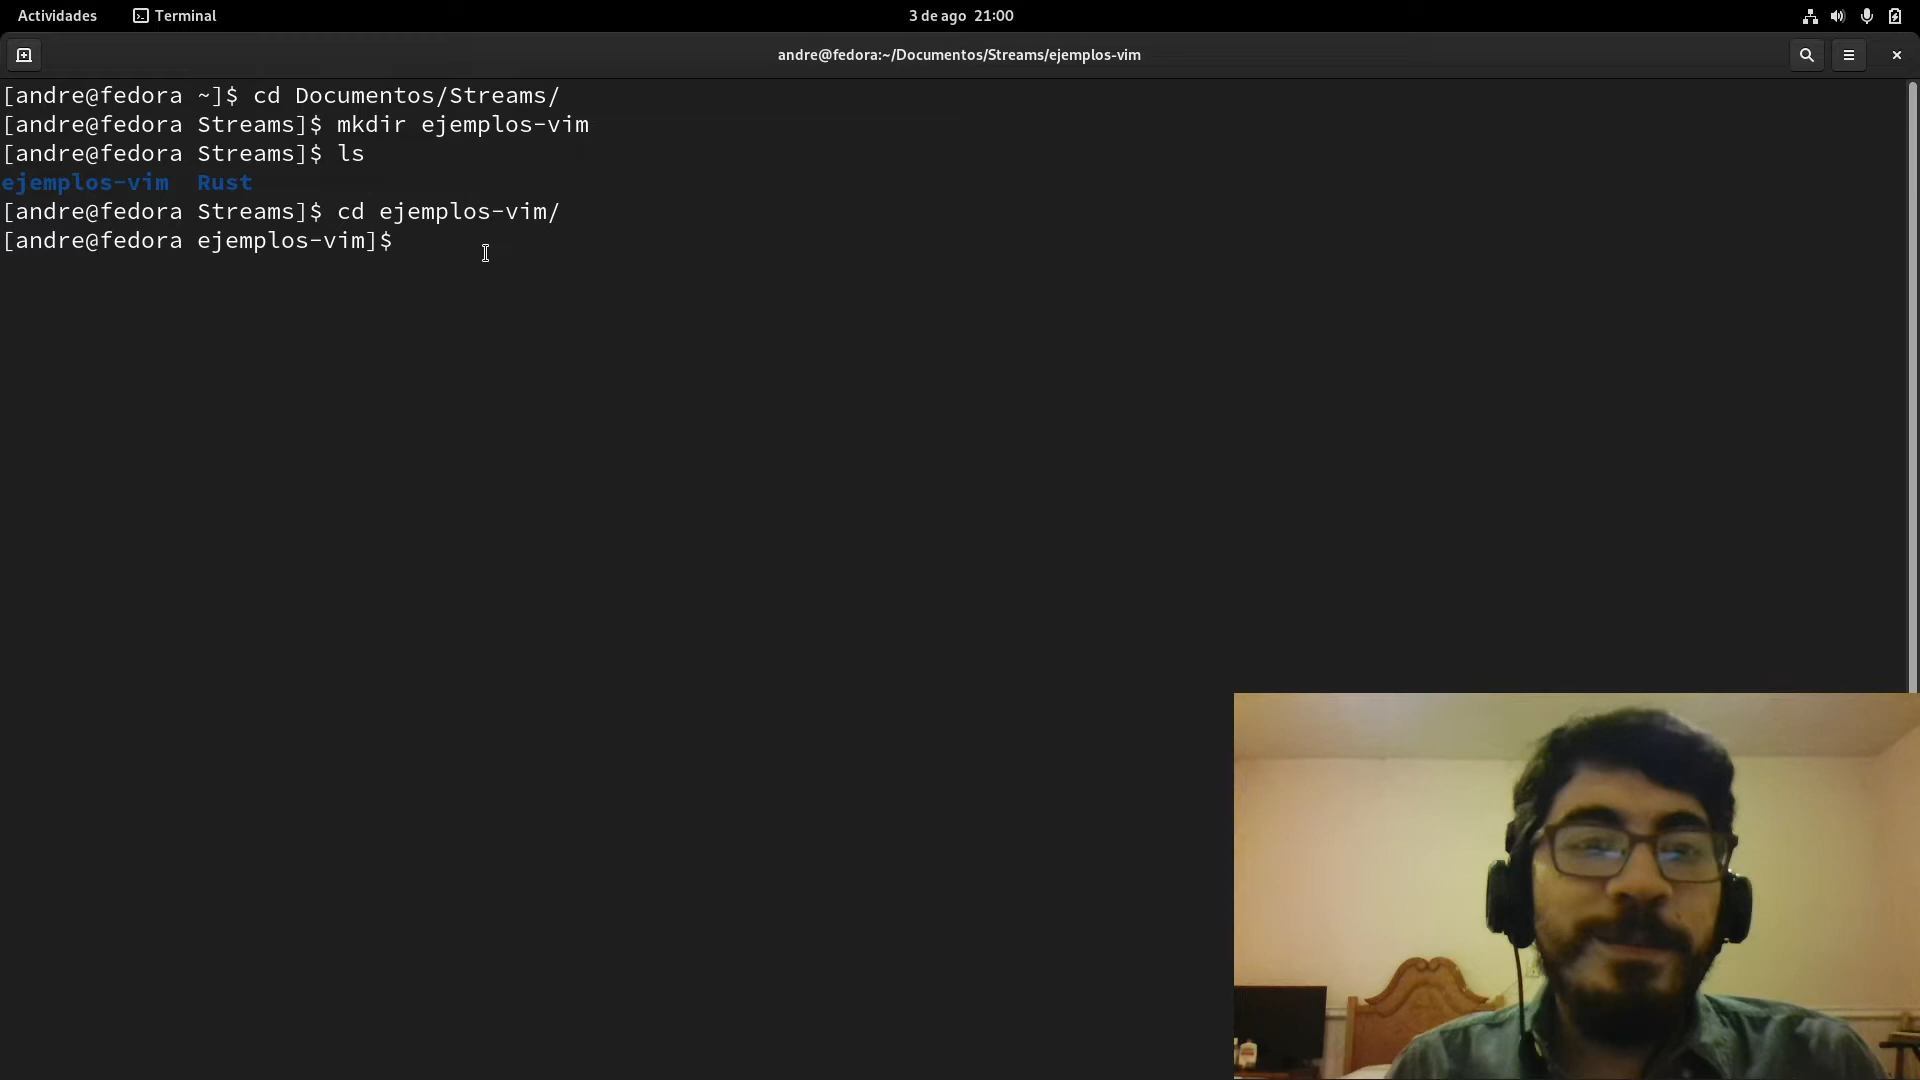 Actividades Terminal 3 de ago 21:00
andre@fedora:~/Documentos/Streams/ejemplos-vim
[andre@fedora ~]$ cd Documentos/Streams/
[andre@fedora Streams]$ mkdir ejemplos-vim
[andre@fedora Streams]$ ls
ejemplos-vim Rust
[andre@fedora Streams]$ cd ejemplos-vim/
[andre@fedora ejemplos-vim]$